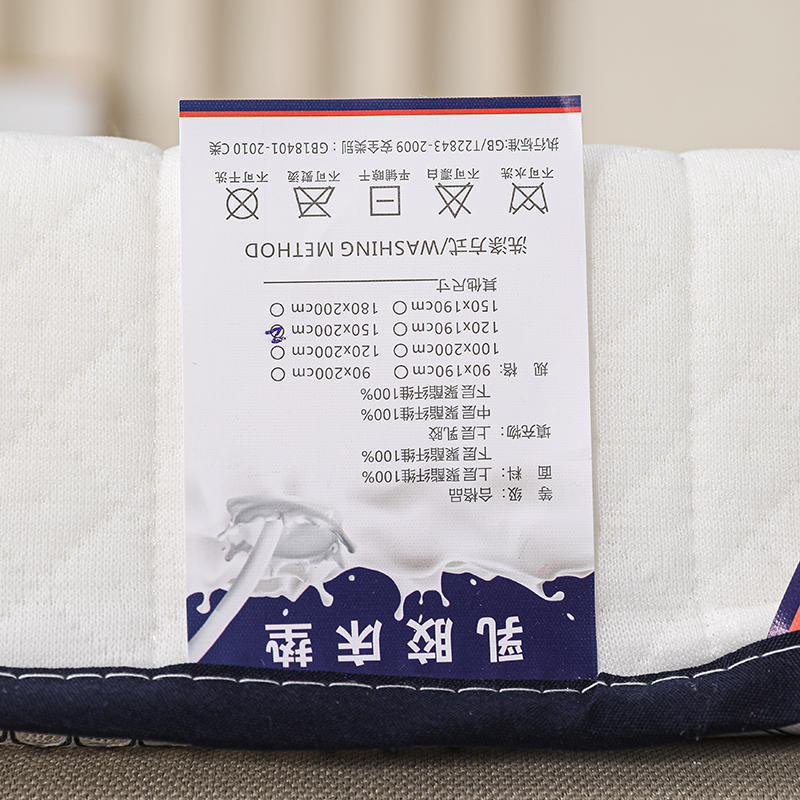 乳胶床垫
等 级：合格品
面 料：上层聚酯纤维100%
下层聚酯纤维100%
填充物：上层乳胶
中层聚酯纤维100%
下层聚酯纤维100%
规 格：90x190cm 90x200cm
100x200cm 120x200cm
120x190cm 150x200cm
150x190cm 180x200cm
其他尺寸
洗涤方式/WASHING METHOD
不可水洗 不可漂白 平铺晾干 不可熨烫 不可干洗
执行标准:GB/T22843-2009 安全类别：GB18401-2010 C类